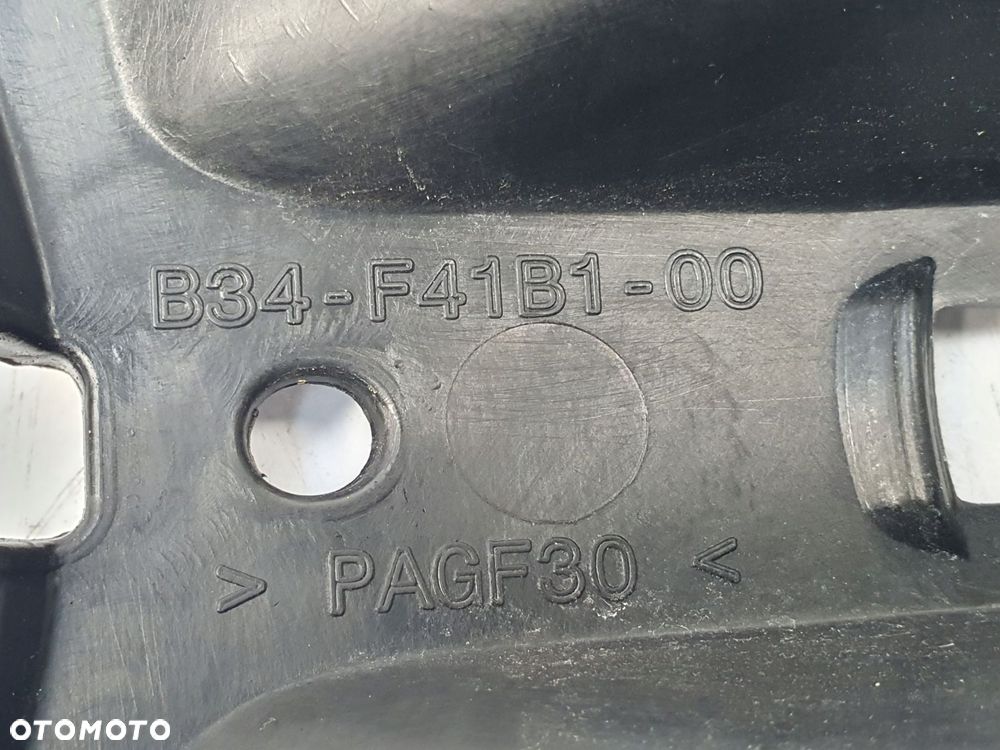 B34-F41B1-00
> PAGF30 <
OTOMOTO